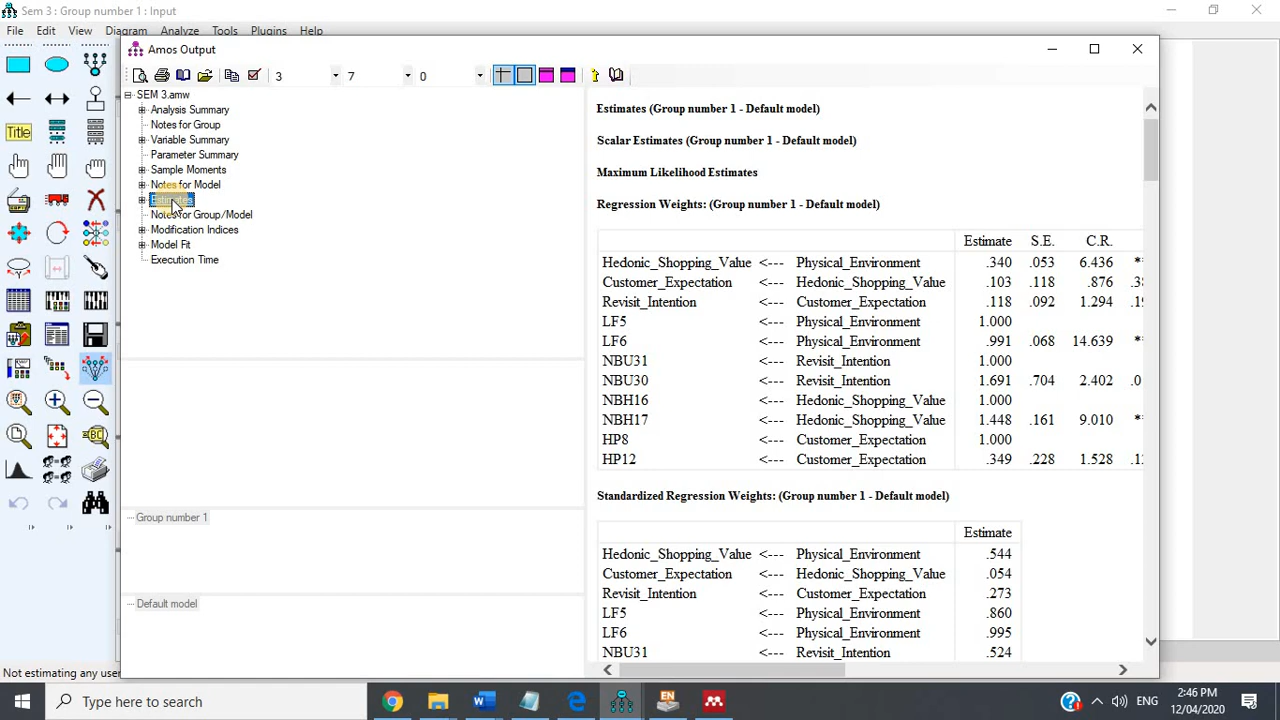 Sem 3 : Group number 1 : Input
File Edit View Diagram Analyze Tools Plugins Help
Amos Output
3 7 0
Title
SEM 3.amw
Analysis Summary
Notes for Group
Variable Summary
Parameter Summary
Sample Moments
Notes for Model
Estimates
Notes for Group/Model
Modification Indices
Model Fit
Execution Time
Group number 1
Default model
Estimates (Group number 1 - Default model)
Scalar Estimates (Group number 1 - Default model)
Maximum Likelihood Estimates
Regression Weights: (Group number 1 - Default model)
Estimate S.E. C.R.
Hedonic_Shopping_Value <--- Physical_Environment .340 .053 6.436 **
Customer_Expectation <--- Hedonic_Shopping_Value .103 .118 .876 .38
Revisit_Intention <--- Customer_Expectation .118 .092 1.294 .19
LF5 <--- Physical_Environment 1.000
LF6 <--- Physical_Environment .991 .068 14.639 **
NBU31 <--- Revisit_Intention 1.000
NBU30 <--- Revisit_Intention 1.691 .704 2.402 .0
NBH16 <--- Hedonic_Shopping_Value 1.000
NBH17 <--- Hedonic_Shopping_Value 1.448 .161 9.010 **
HP8 <--- Customer_Expectation 1.000
HP12 <--- Customer_Expectation .349 .228 1.528 .12
Standardized Regression Weights: (Group number 1 - Default model)
Estimate
Hedonic_Shopping_Value <--- Physical_Environment .544
Customer_Expectation <--- Hedonic_Shopping_Value .054
Revisit_Intention <--- Customer_Expectation .273
LF5 <--- Physical_Environment .860
LF6 <--- Physical_Environment .995
NBU31 <--- Revisit_Intention .524
Not estimating any use
Type here to search
ENG
2:46 PM
12/04/2020